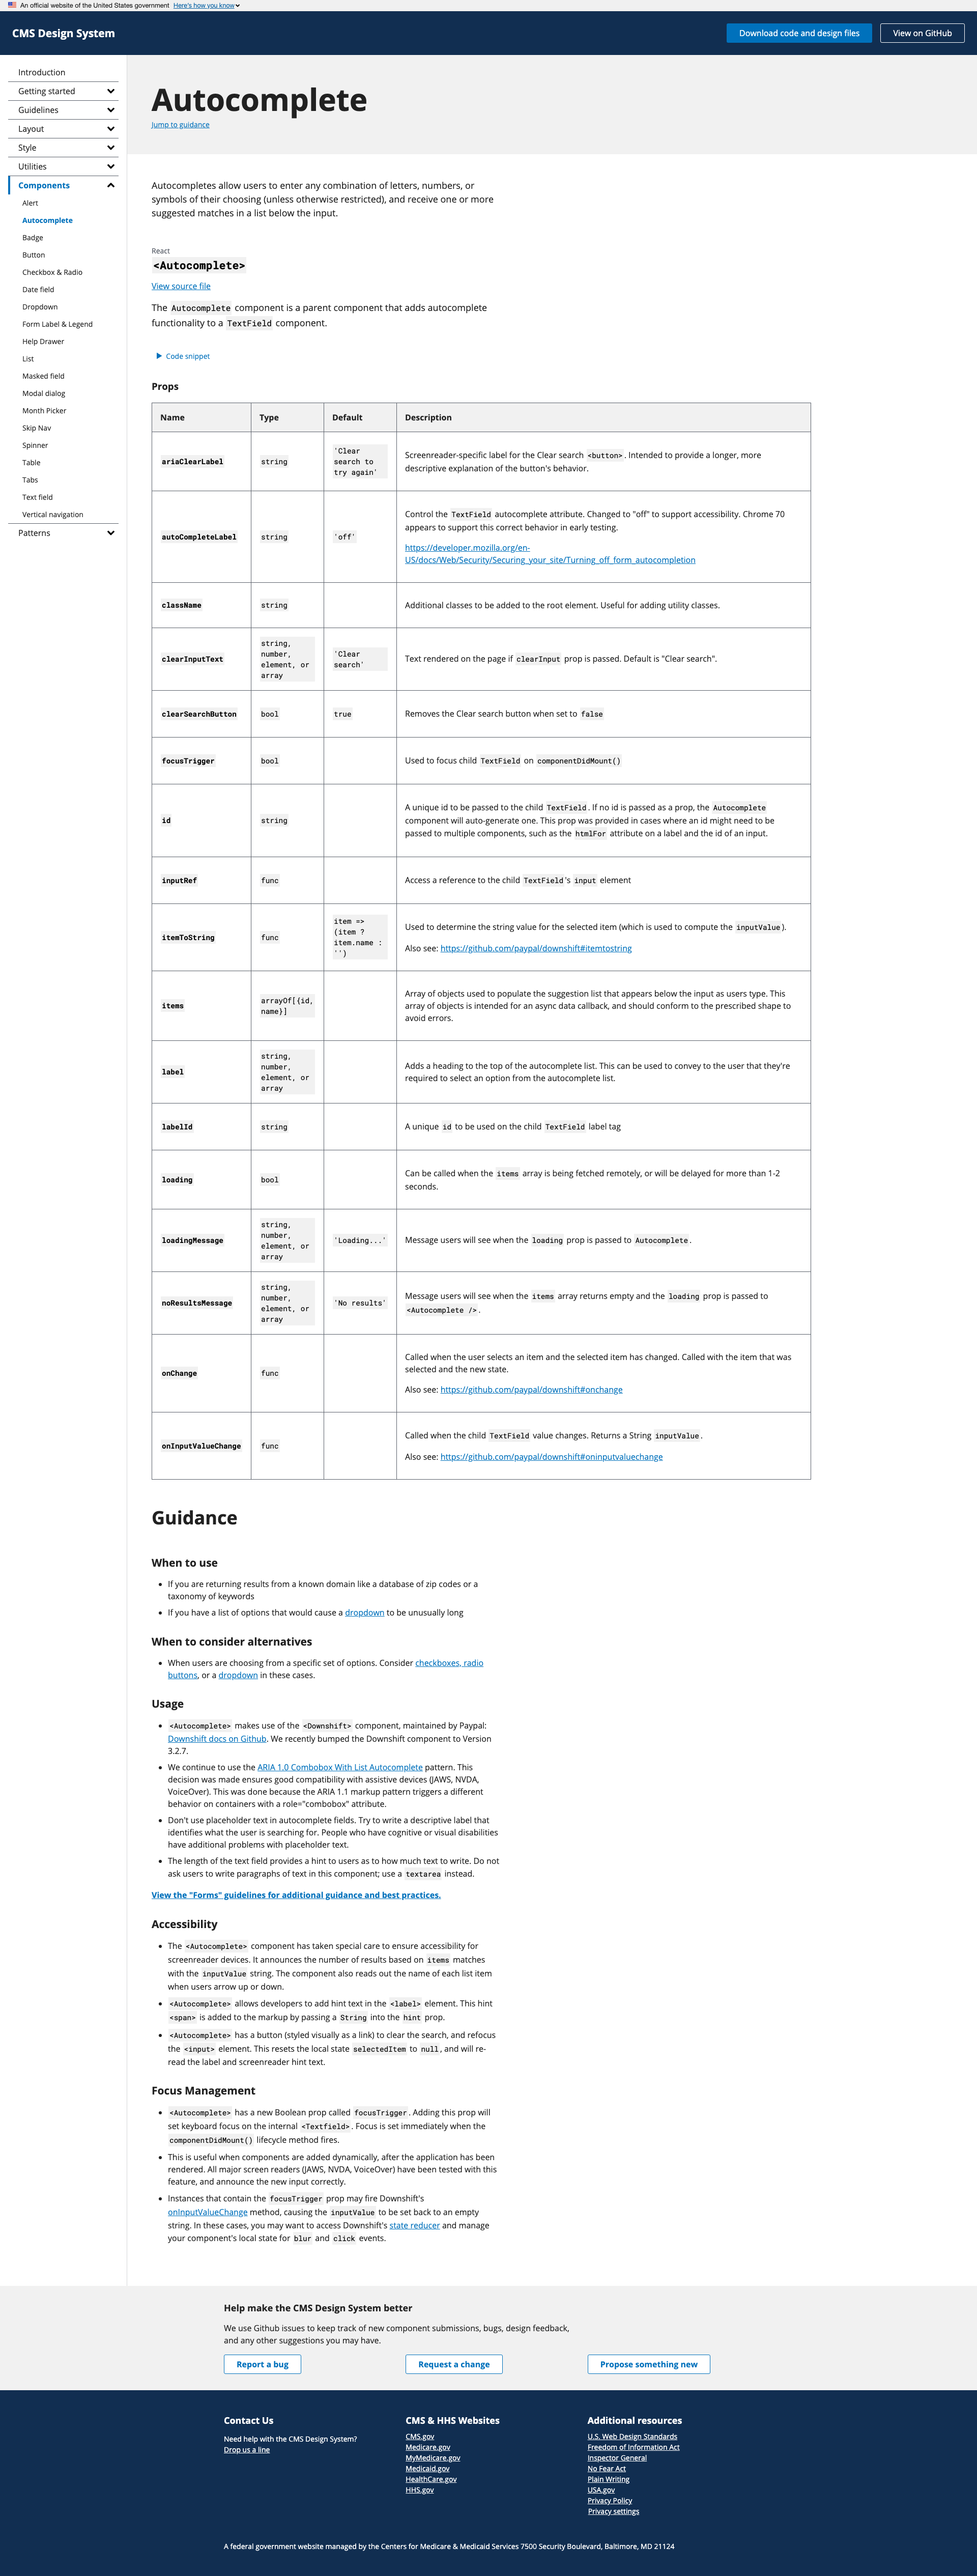 An official website of the United States government Here's how you know
CMS Design System
Download code and design files
View on GitHub
Introduction
Getting started
Guidelines
Layout
Style
Utilities
Components
Alert
Autocomplete
Badge
Button
Checkbox & Radio
Date field
Dropdown
Form Label & Legend
Help Drawer
List
Masked field
Modal dialog
Month Picker
Skip Nav
Spinner
Table
Tabs
Text field
Vertical navigation
Patterns
Autocomplete
Jump to guidance
Autocompletes allow users to enter any combination of letters, numbers, or
symbols of their choosing (unless otherwise restricted), and receive one or more
suggested matches in a list below the input.
React
<Autocomplete>
View source file
The Autocomplete component is a parent component that adds autocomplete
functionality to a TextField component.
Code snippet
Props
Name Type Default Description
ariaClearLabel
string
'Clear
search to
try again'
Screenreader-specific label for the Clear search <button>. Intended to provide a longer, more
descriptive explanation of the button's behavior.
autoCompleteLabel
string
'off'
Control the TextField autocomplete attribute. Changed to "off" to support accessibility. Chrome 70
appears to support this correct behavior in early testing.
https://developer.mozilla.org/en-
US/docs/Web/Security/Securing_your_site/Turning_off_form_autocompletion
className
string
Additional classes to be added to the root element. Useful for adding utility classes.
clearInputText
string,
number,
element, or
array
'Clear
search'
Text rendered on the page if clearInput prop is passed. Default is "Clear search".
clearSearchButton
bool
true
Removes the Clear search button when set to false
focusTrigger
bool
Used to focus child TextField on componentDidMount()
id
string
A unique id to be passed to the child TextField. If no id is passed as a prop, the Autocomplete
component will auto-generate one. This prop was provided in cases where an id might need to be
passed to multiple components, such as the htmlFor attribute on a label and the id of an input.
inputRef
func
Access a reference to the child TextField's input element
itemToString
func
item =>
(item ?
item.name :
'')
Used to determine the string value for the selected item (which is used to compute the inputValue).
Also see: https://github.com/paypal/downshift#itemtostring
items
arrayOf[{id,
name}]
Array of objects used to populate the suggestion list that appears below the input as users type. This
array of objects is intended for an async data callback, and should conform to the prescribed shape to
avoid errors.
label
string,
number,
element, or
array
Adds a heading to the top of the autocomplete list. This can be used to convey to the user that they're
required to select an option from the autocomplete list.
labelId
string
A unique id to be used on the child TextField label tag
loading
bool
Can be called when the items array is being fetched remotely, or will be delayed for more than 1-2
seconds.
loadingMessage
string,
number,
element, or
array
'Loading...'
Message users will see when the loading prop is passed to Autocomplete.
noResultsMessage
string,
number,
element, or
array
'No results'
Message users will see when the items array returns empty and the loading prop is passed to
<Autocomplete />.
onChange
func
Called when the user selects an item and the selected item has changed. Called with the item that was
selected and the new state.
Also see: https://github.com/paypal/downshift#onchange
onInputValueChange
func
Called when the child TextField value changes. Returns a String inputValue.
Also see: https://github.com/paypal/downshift#oninputvaluechange
Guidance
When to use
• If you are returning results from a known domain like a database of zip codes or a
taxonomy of keywords
• If you have a list of options that would cause a dropdown to be unusually long
When to consider alternatives
• When users are choosing from a specific set of options. Consider checkboxes, radio
buttons, or a dropdown in these cases.
Usage
• <Autocomplete> makes use of the <Downshift> component, maintained by Paypal:
Downshift docs on Github. We recently bumped the Downshift component to Version
3.2.7.
• We continue to use the ARIA 1.0 Combobox With List Autocomplete pattern. This
decision was made ensures good compatibility with assistive devices (JAWS, NVDA,
VoiceOver). This was done because the ARIA 1.1 markup pattern triggers a different
behavior on containers with a role="combobox" attribute.
• Don't use placeholder text in autocomplete fields. Try to write a descriptive label that
identifies what the user is searching for. People who have cognitive or visual disabilities
have additional problems with placeholder text.
• The length of the text field provides a hint to users as to how much text to write. Do not
ask users to write paragraphs of text in this component; use a textarea instead.
View the "Forms" guidelines for additional guidance and best practices.
Accessibility
• The <Autocomplete> component has taken special care to ensure accessibility for
screenreader devices. It announces the number of results based on items matches
with the inputValue string. The component also reads out the name of each list item
when users arrow up or down.
• <Autocomplete> allows developers to add hint text in the <label> element. This hint
<span> is added to the markup by passing a String into the hint prop.
• <Autocomplete> has a button (styled visually as a link) to clear the search, and refocus
the <input> element. This resets the local state selectedItem to null, and will re-
read the label and screenreader hint text.
Focus Management
• <Autocomplete> has a new Boolean prop called focusTrigger. Adding this prop will
set keyboard focus on the internal <Textfield>. Focus is set immediately when the
componentDidMount() lifecycle method fires.
• This is useful when components are added dynamically, after the application has been
rendered. All major screen readers (JAWS, NVDA, VoiceOver) have been tested with this
feature, and announce the new input correctly.
• Instances that contain the focusTrigger prop may fire Downshift's
onInputValueChange method, causing the inputValue to be set back to an empty
string. In these cases, you may want to access Downshift's state reducer and manage
your component's local state for blur and click events.
Help make the CMS Design System better
We use Github issues to keep track of new component submissions, bugs, design feedback,
and any other suggestions you may have.
Report a bug
Request a change
Propose something new
Contact Us
Need help with the CMS Design System?
Drop us a line
CMS & HHS Websites
CMS.gov
Medicare.gov
MyMedicare.gov
Medicaid.gov
HealthCare.gov
HHS.gov
Additional resources
U.S. Web Design Standards
Freedom of Information Act
Inspector General
No Fear Act
Plain Writing
USA.gov
Privacy Policy
Privacy settings
A federal government website managed by the Centers for Medicare & Medicaid Services 7500 Security Boulevard, Baltimore, MD 21124